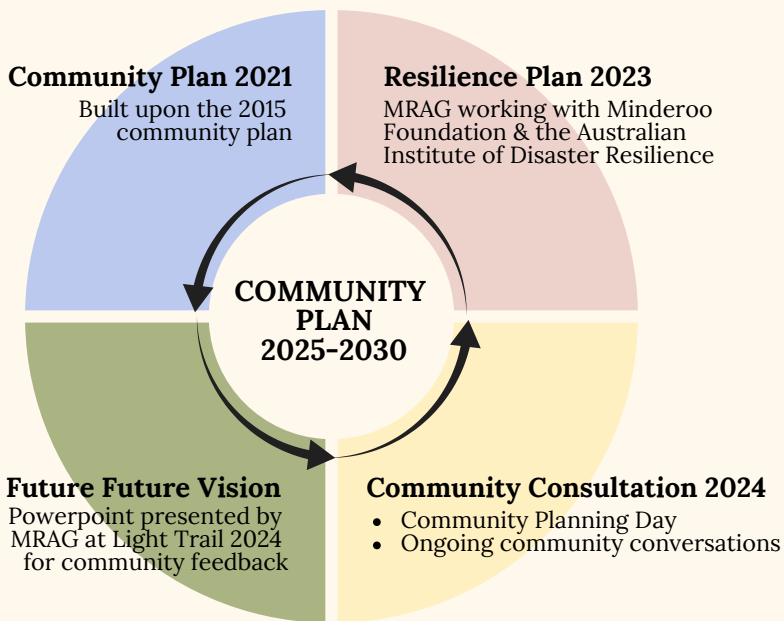 Community Plan 2021
Built upon the 2015
community plan
Resilience Plan 2023
MRAG working with Minderoo
Foundation & the Australian
Institute of Disaster Resilience
COMMUNITY
PLAN
2025-2030
Future Future Vision
Powerpoint presented by
MRAG at Light Trail 2024
for community feedback
Community Consultation 2024
• Community Planning Day
• Ongoing community conversations